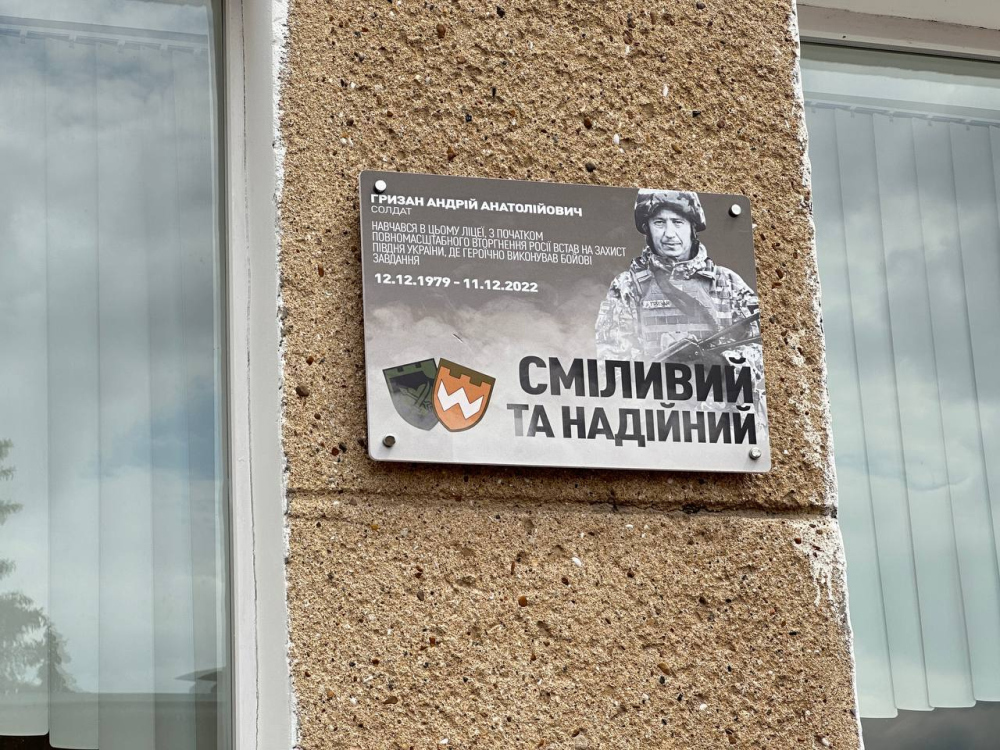 ГРИЗАН АНДРІЙ АНАТОЛІЙОВИЧ
СОЛДАТ
НАВЧАВСЯ В ЦЬОМУ ЛІЦЕЇ, З ПОЧАТКОМ
ПОВНОМАСШТАБНОГО ВТОРГНЕННЯ РОСІЇ ВСТАВ НА ЗАХИСТ
ПІВДНЯ УКРАЇНИ, ДЕ ГЕРОЇЧНО ВИКОНУВАВ БОЙОВІ
ЗАВДАННЯ
12.12.1979 - 11.12.2022
СМІЛИВИЙ
ТА НАДІЙНИЙ